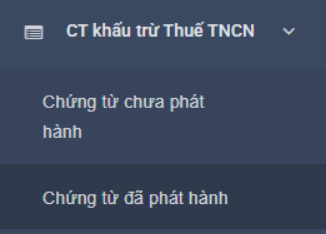 CT khấu trừ Thuế TNCN
Chứng từ chưa phát
hành
Chứng từ đã phát hành